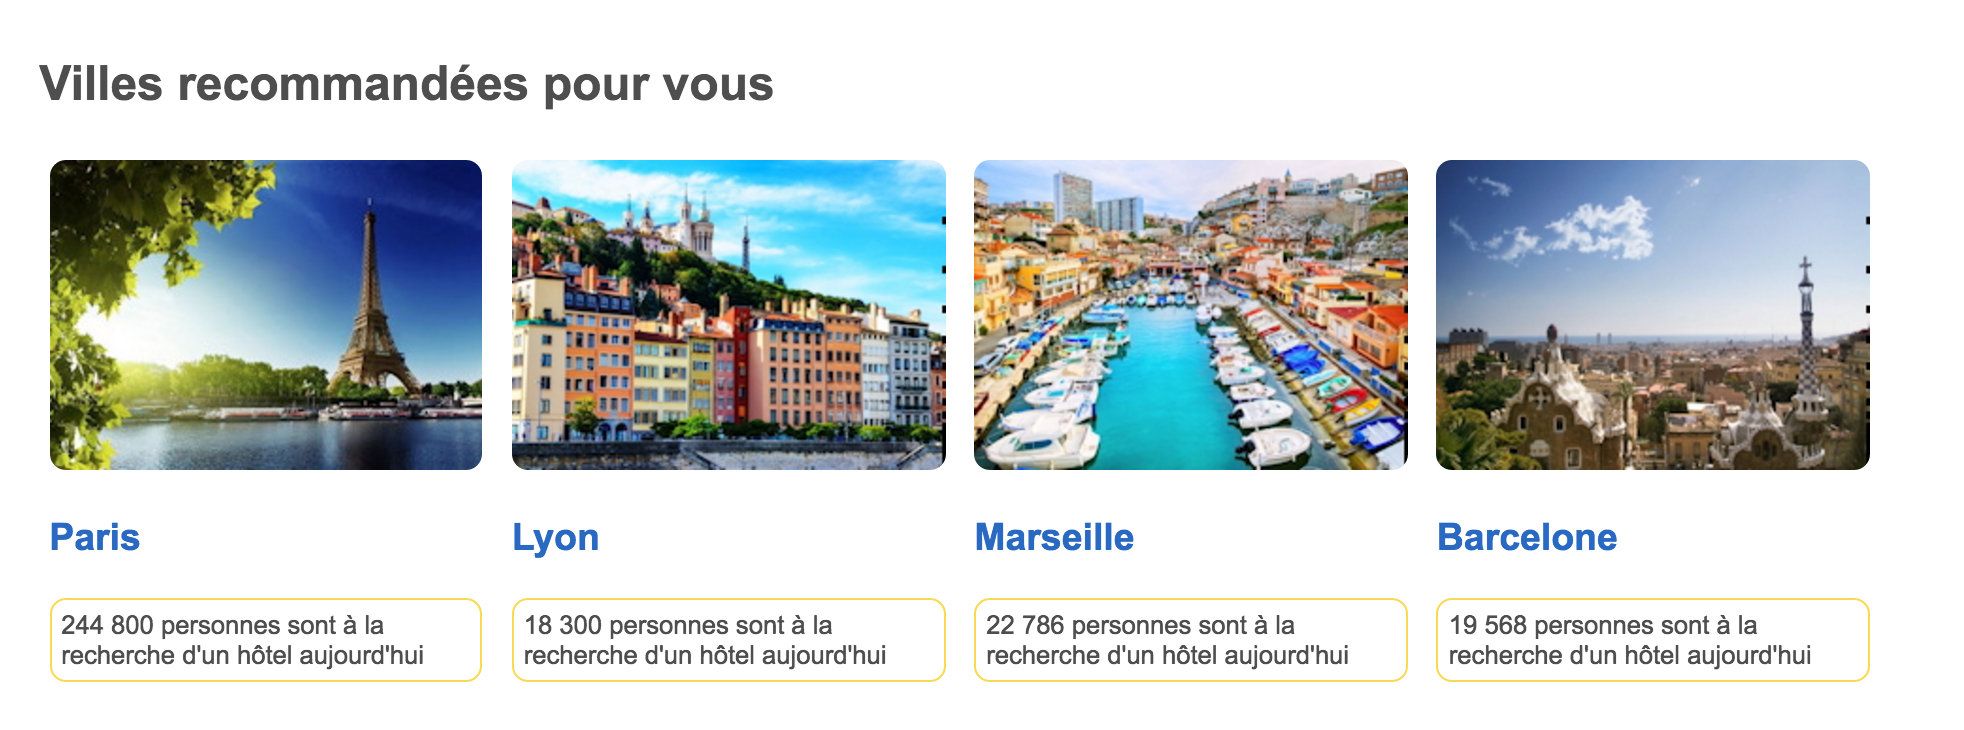 Villes recommandées pour vous
Paris
244 800 personnes sont à la
recherche d'un hôtel aujourd'hui
Lyon
18 300 personnes sont à la
recherche d'un hôtel aujourd'hui
Marseille
22 786 personnes sont à la
recherche d'un hôtel aujourd'hui
Barcelone
19 568 personnes sont à la
recherche d'un hôtel aujourd'hui